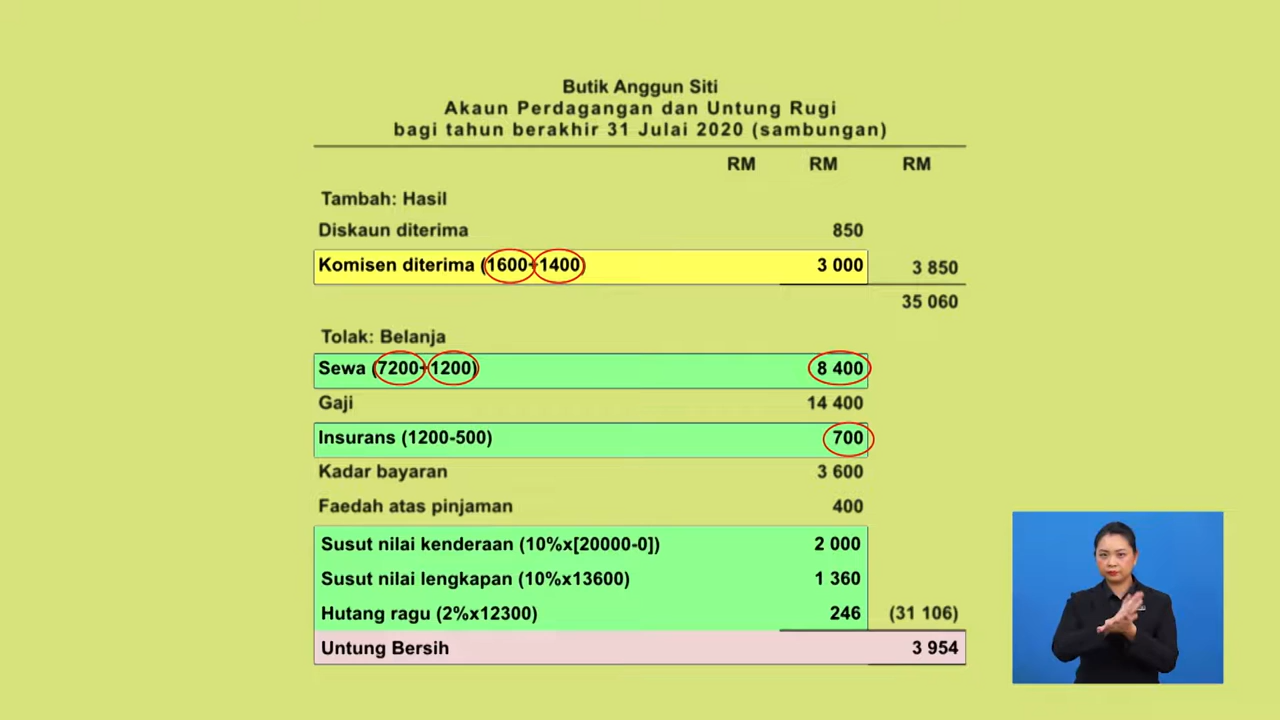 Butik Anggun Siti
Akaun Perdagangan dan Untung Rugi
bagi tahun berakhir 31 Julai 2020 (sambungan)
RM RM RM
Tambah: Hasil
Diskaun diterima 850
Komisen diterima (1600+1400) 3 000 3 850
35 060
Tolak: Belanja
Sewa (7200+1200) 8 400
Gaji 14 400
Insurans (1200-500) 700
Kadar bayaran 3 600
Faedah atas pinjaman 400
Susut nilai kenderaan (10%x[20000-0]) 2 000
Susut nilai lengkapan (10%x13600) 1 360
Hutang ragu (2%x12300) 246 (31 106)
Untung Bersih 3 954